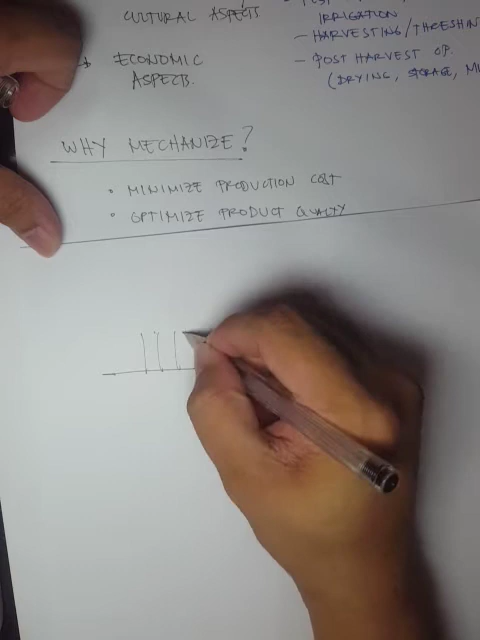 CULTURAL ASPECTS
IRRIGATION
- HARVESTING/THRESHIN
ECONOMIC
ASPECTS.
- POST HARVEST OP.
(DRYING, STORAGE, MI
WHY MECHANIZE?
• MINIMIZE PRODUCTION COST
• OPTIMIZE PRODUCT QUALITY